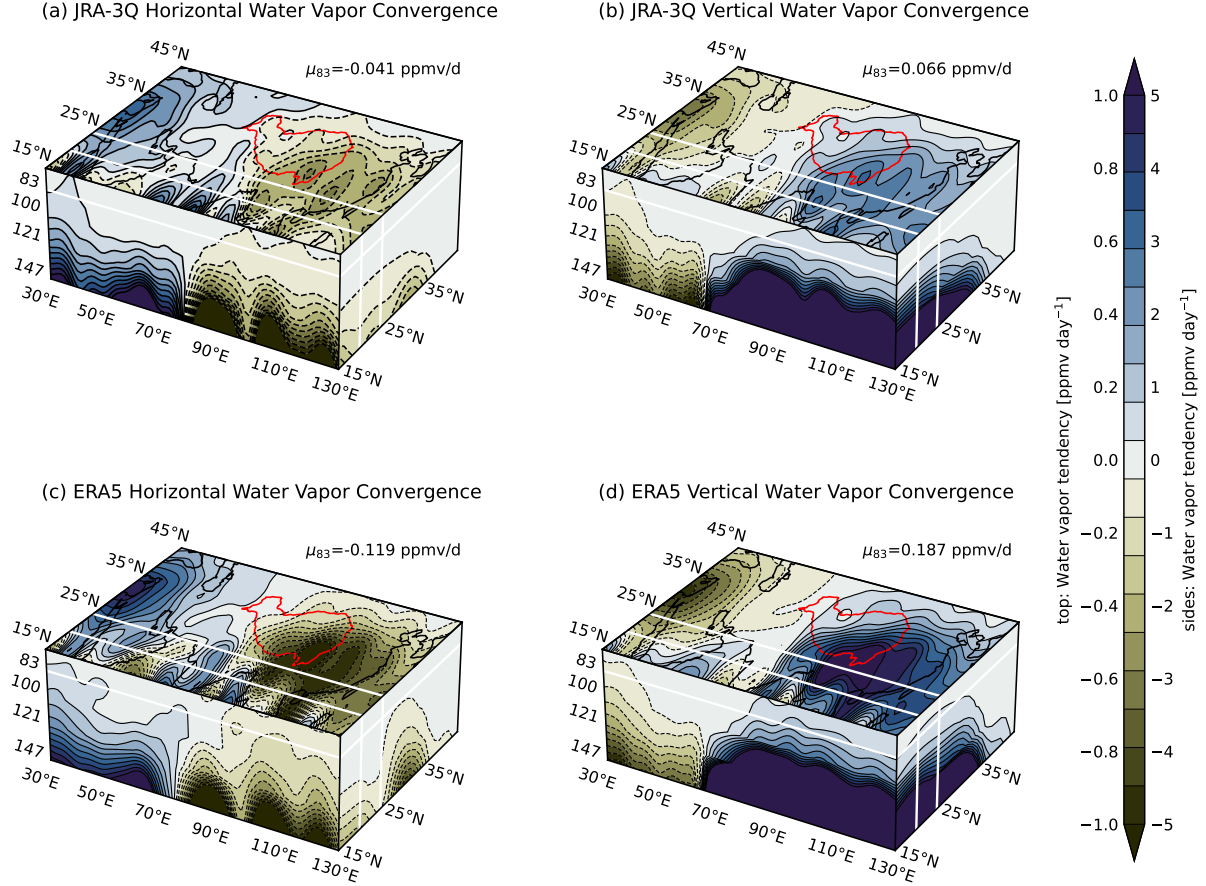 (a) JRA-3Q Horizontal Water Vapor Convergence
μ83=-0.041 ppmv/d
45°N
35°N
25°N
15°N
83
100
121
147
30°E
50°E
70°E
90°E
110°E
130°E
15°N
25°N
35°N
(b) JRA-3Q Vertical Water Vapor Convergence
μ83=0.066 ppmv/d
45°N
35°N
25°N
15°N
83
100
121
147
30°E
50°E
70°E
90°E
110°E
130°E
15°N
25°N
35°N
(c) ERA5 Horizontal Water Vapor Convergence
μ83=-0.119 ppmv/d
45°N
35°N
25°N
15°N
83
100
121
147
30°E
50°E
70°E
90°E
110°E
130°E
15°N
25°N
35°N
(d) ERA5 Vertical Water Vapor Convergence
μ83=0.187 ppmv/d
45°N
35°N
25°N
15°N
83
100
121
147
30°E
50°E
70°E
90°E
110°E
130°E
15°N
25°N
35°N
top: Water vapor tendency [ppmv day−1]
1.0
0.8
0.6
0.4
0.2
0.0
−0.2
−0.4
−0.6
−0.8
−1.0
5
4
3
2
1
0
−1
−2
−3
−4
−5
sides: Water vapor tendency [ppmv day−1]